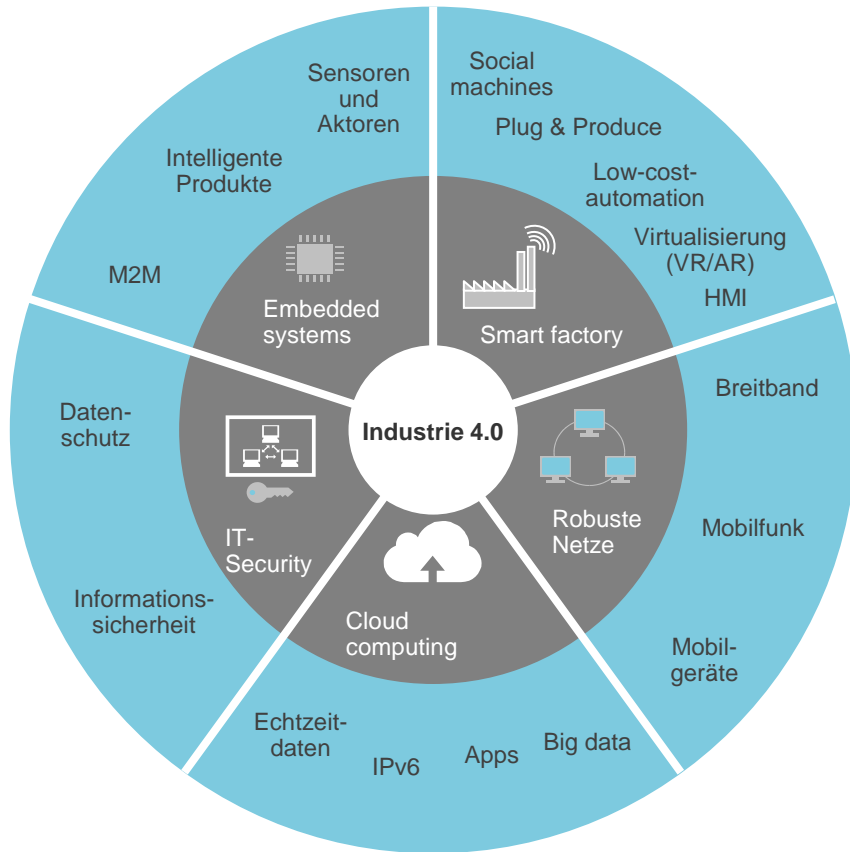 Sensoren
und
Aktoren
Intelligente
Produkte
M2M
Embedded
systems
Social
machines
Plug & Produce
Low-cost-
automation
Virtualisierung
(VR/AR)
HMI
Smart factory
Industrie 4.0
Breitband
Mobilfunk
Mobil-
geräte
Robuste
Netze
Daten-
schutz
Informations-
sicherheit
IT-
Security
Cloud
computing
Echtzeit-
daten
IPv6
Apps
Big data